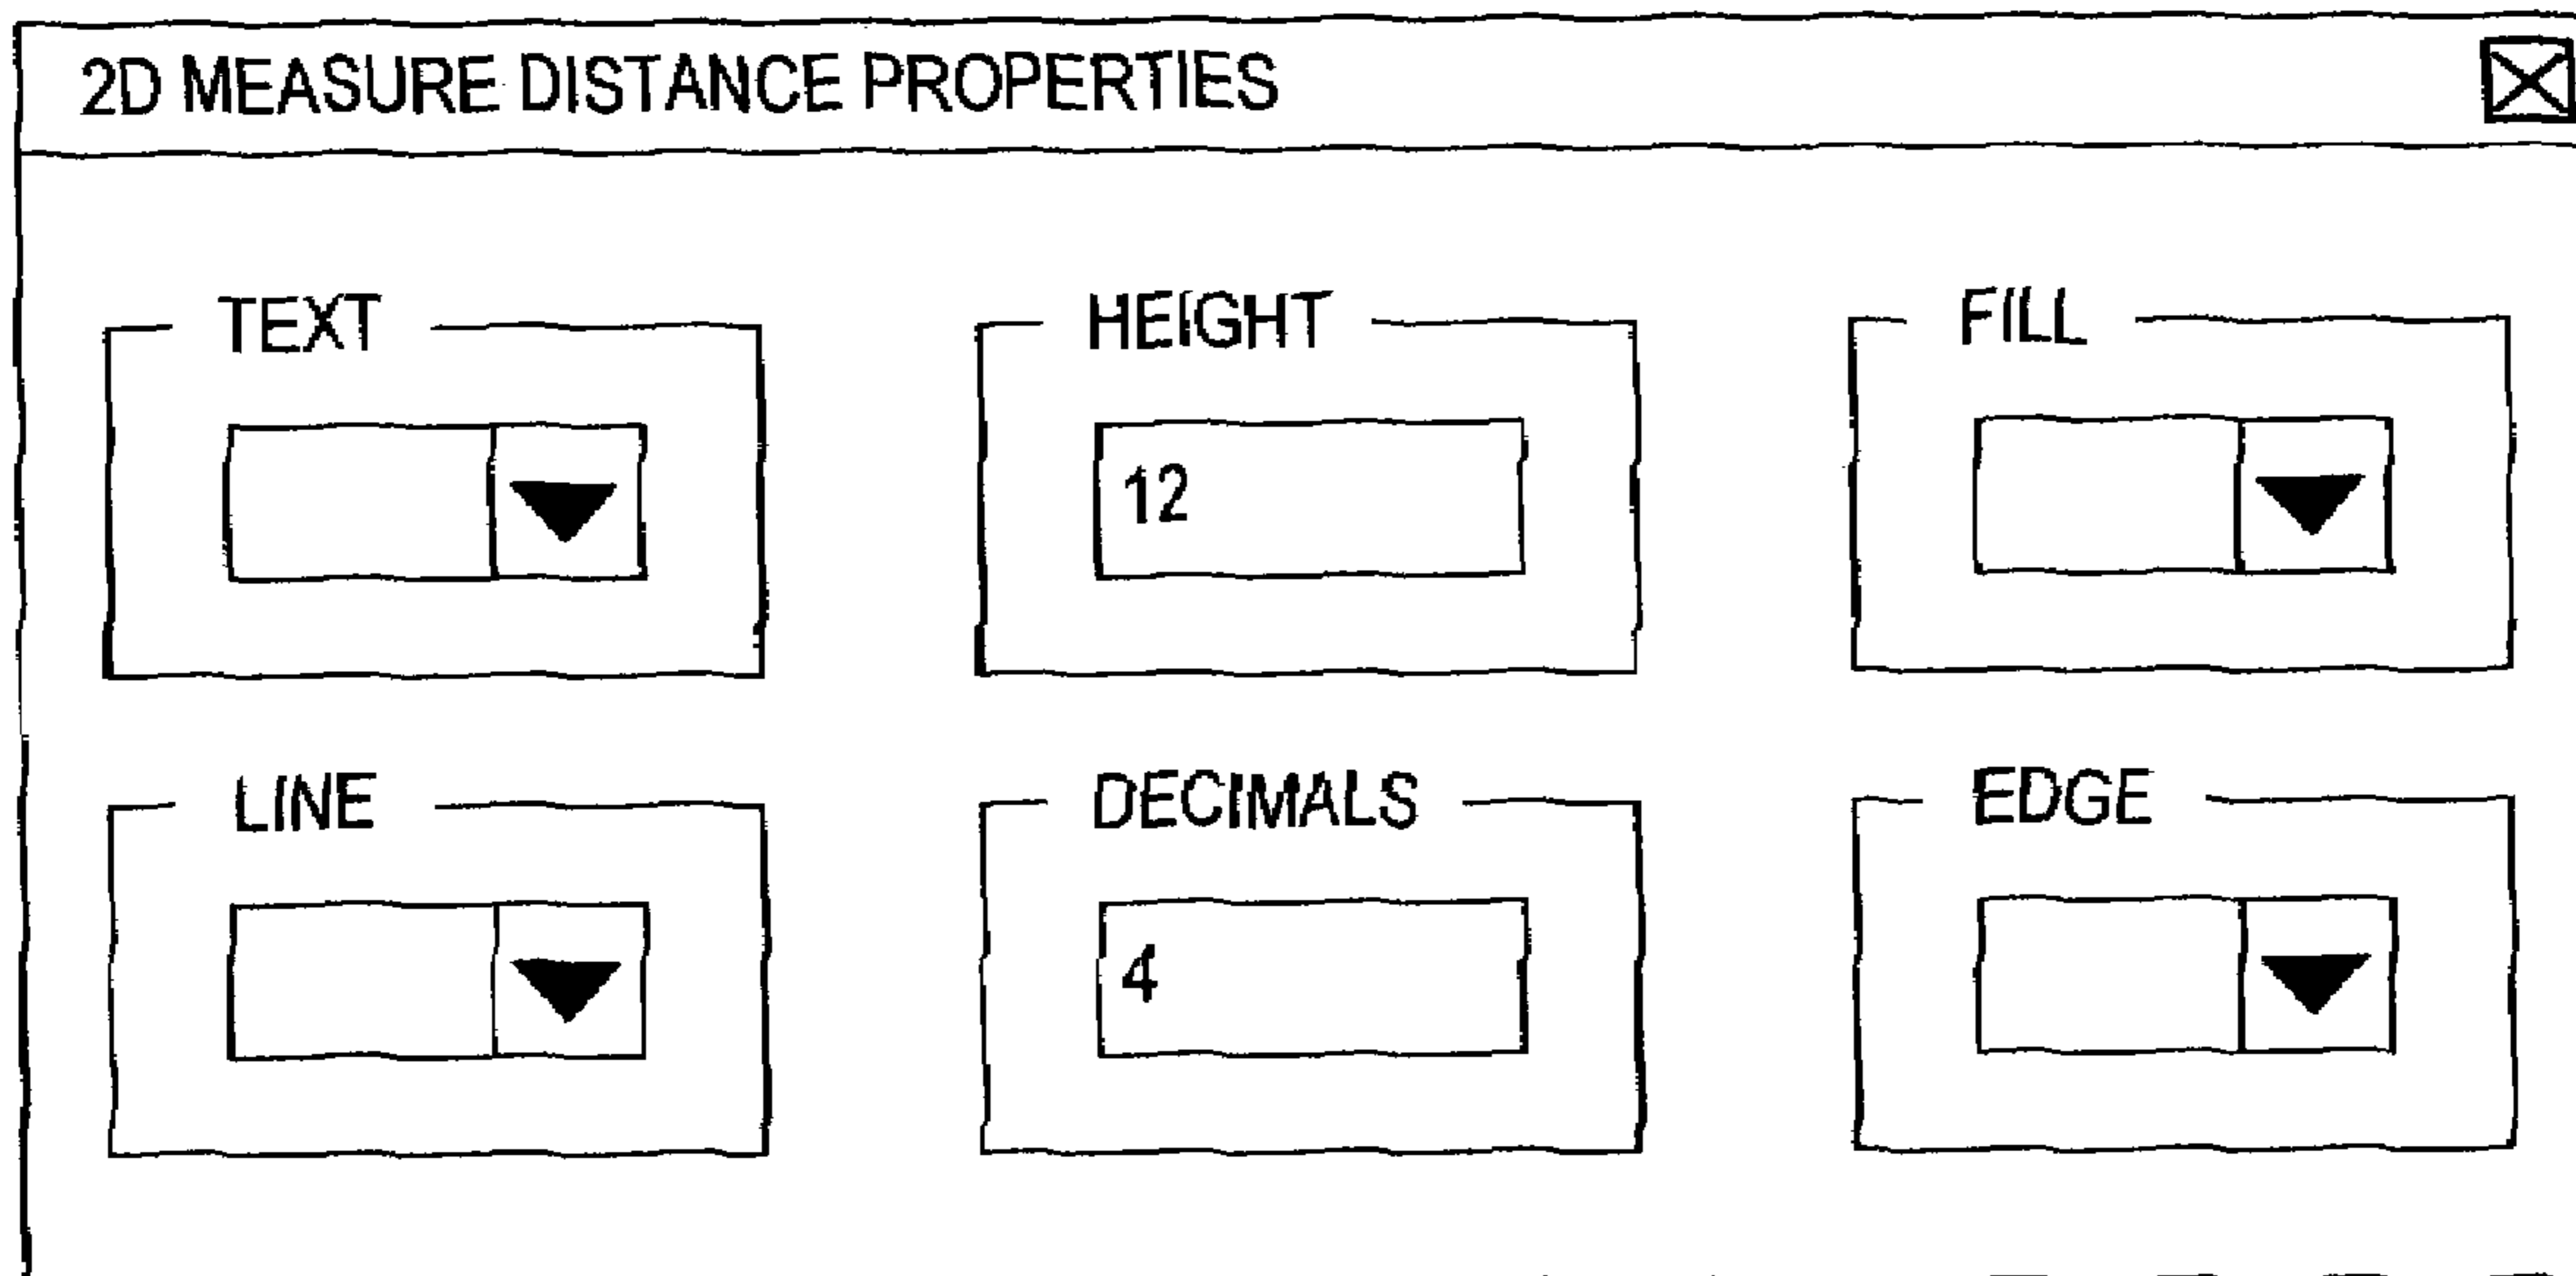 2D MEASURE DISTANCE PROPERTIES
TEXT HEIGHT FILL
12
LINE DECIMALS EDGE
4